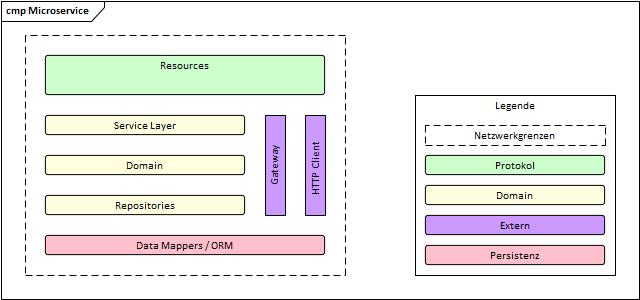 cmp Microservice
Resources
Service Layer
Domain
Repositories
Gateway
HTTP Client
Data Mappers / ORM
Legende
Netzwerkgrenzen
Protokol
Domain
Extern
Persistenz